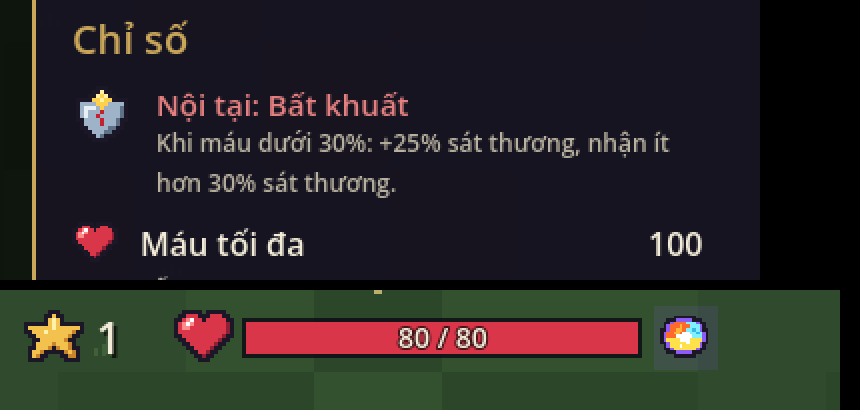 Chỉ số
Nội tại: Bất khuất
Khi máu dưới 30%: +25% sát thương, nhận ít
hơn 30% sát thương.
Máu tối đa 100
1 80 / 80